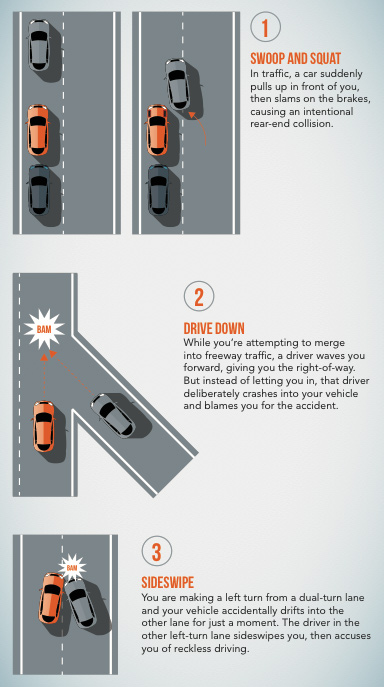 1
SWOOP AND SQUAT
In traffic, a car suddenly
pulls up in front of you,
then slams on the brakes,
causing an intentional
rear-end collision.
BAM
2
DRIVE DOWN
While you're attempting to merge
into freeway traffic, a driver waves you
forward, giving you the right-of-way.
But instead of letting you in, that driver
deliberately crashes into your vehicle
and blames you for the accident.
BAM
3
SIDESWIPE
You are making a left turn from a dual-turn lane
and your vehicle accidentally drifts into the
other lane for just a moment. The driver in the
other left-turn lane sideswipes you, then accuses
you of reckless driving.